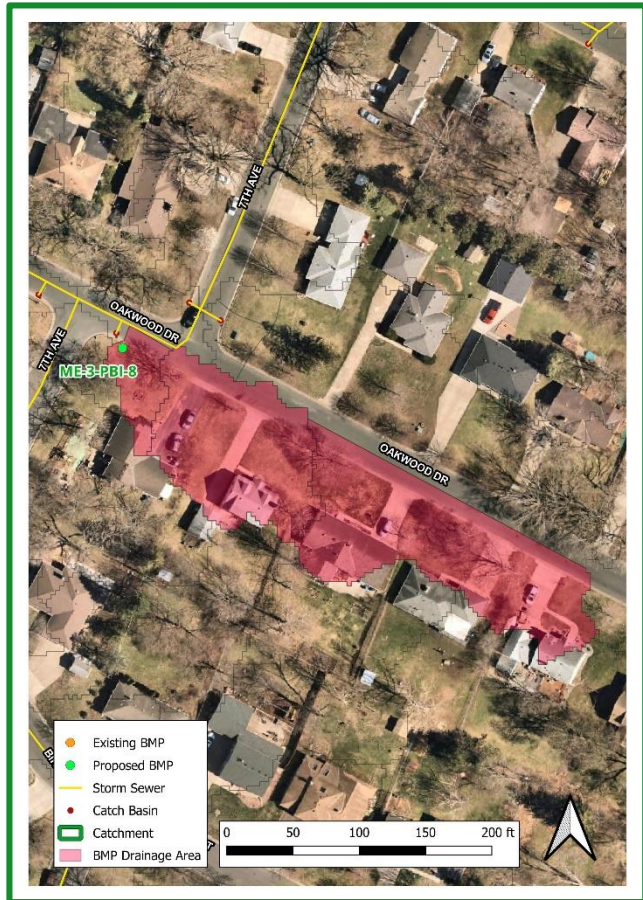 7TH AVE
OAKWOOD DR
7TH AVE
ME-3-PBI-8
OAKWOOD DR
Existing BMP
Proposed BMP
Storm Sewer
Catch Basin
Catchment
BMP Drainage Area
0 50 100 150 200 ft